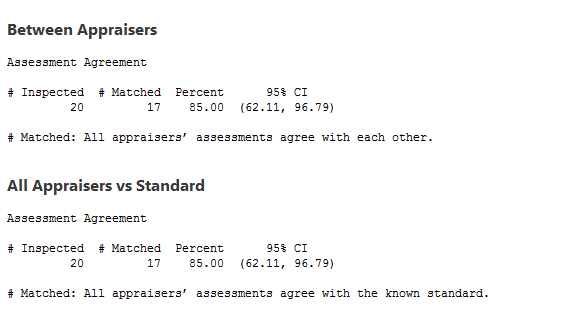 Between Appraisers
Assessment Agreement
# Inspected  # Matched  Percent      95% CI
         20         17    85.00  (62.11, 96.79)
# Matched: All appraisers’ assessments agree with each other.
All Appraisers vs Standard
Assessment Agreement
# Inspected  # Matched  Percent      95% CI
         20         17    85.00  (62.11, 96.79)
# Matched: All appraisers’ assessments agree with the known standard.